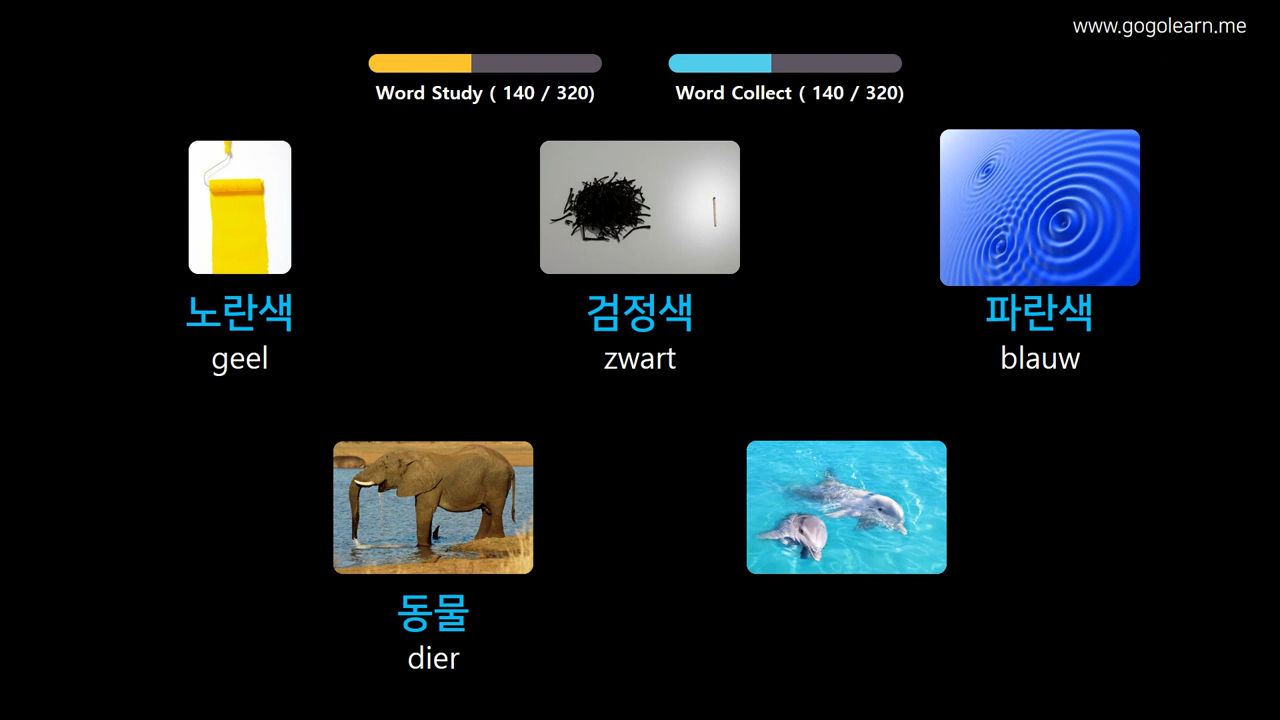 www.gogolearn.me
Word Study ( 140 / 320)
Word Collect ( 140 / 320)
노란색
geel
검정색
zwart
파란색
blauw
동물
dier